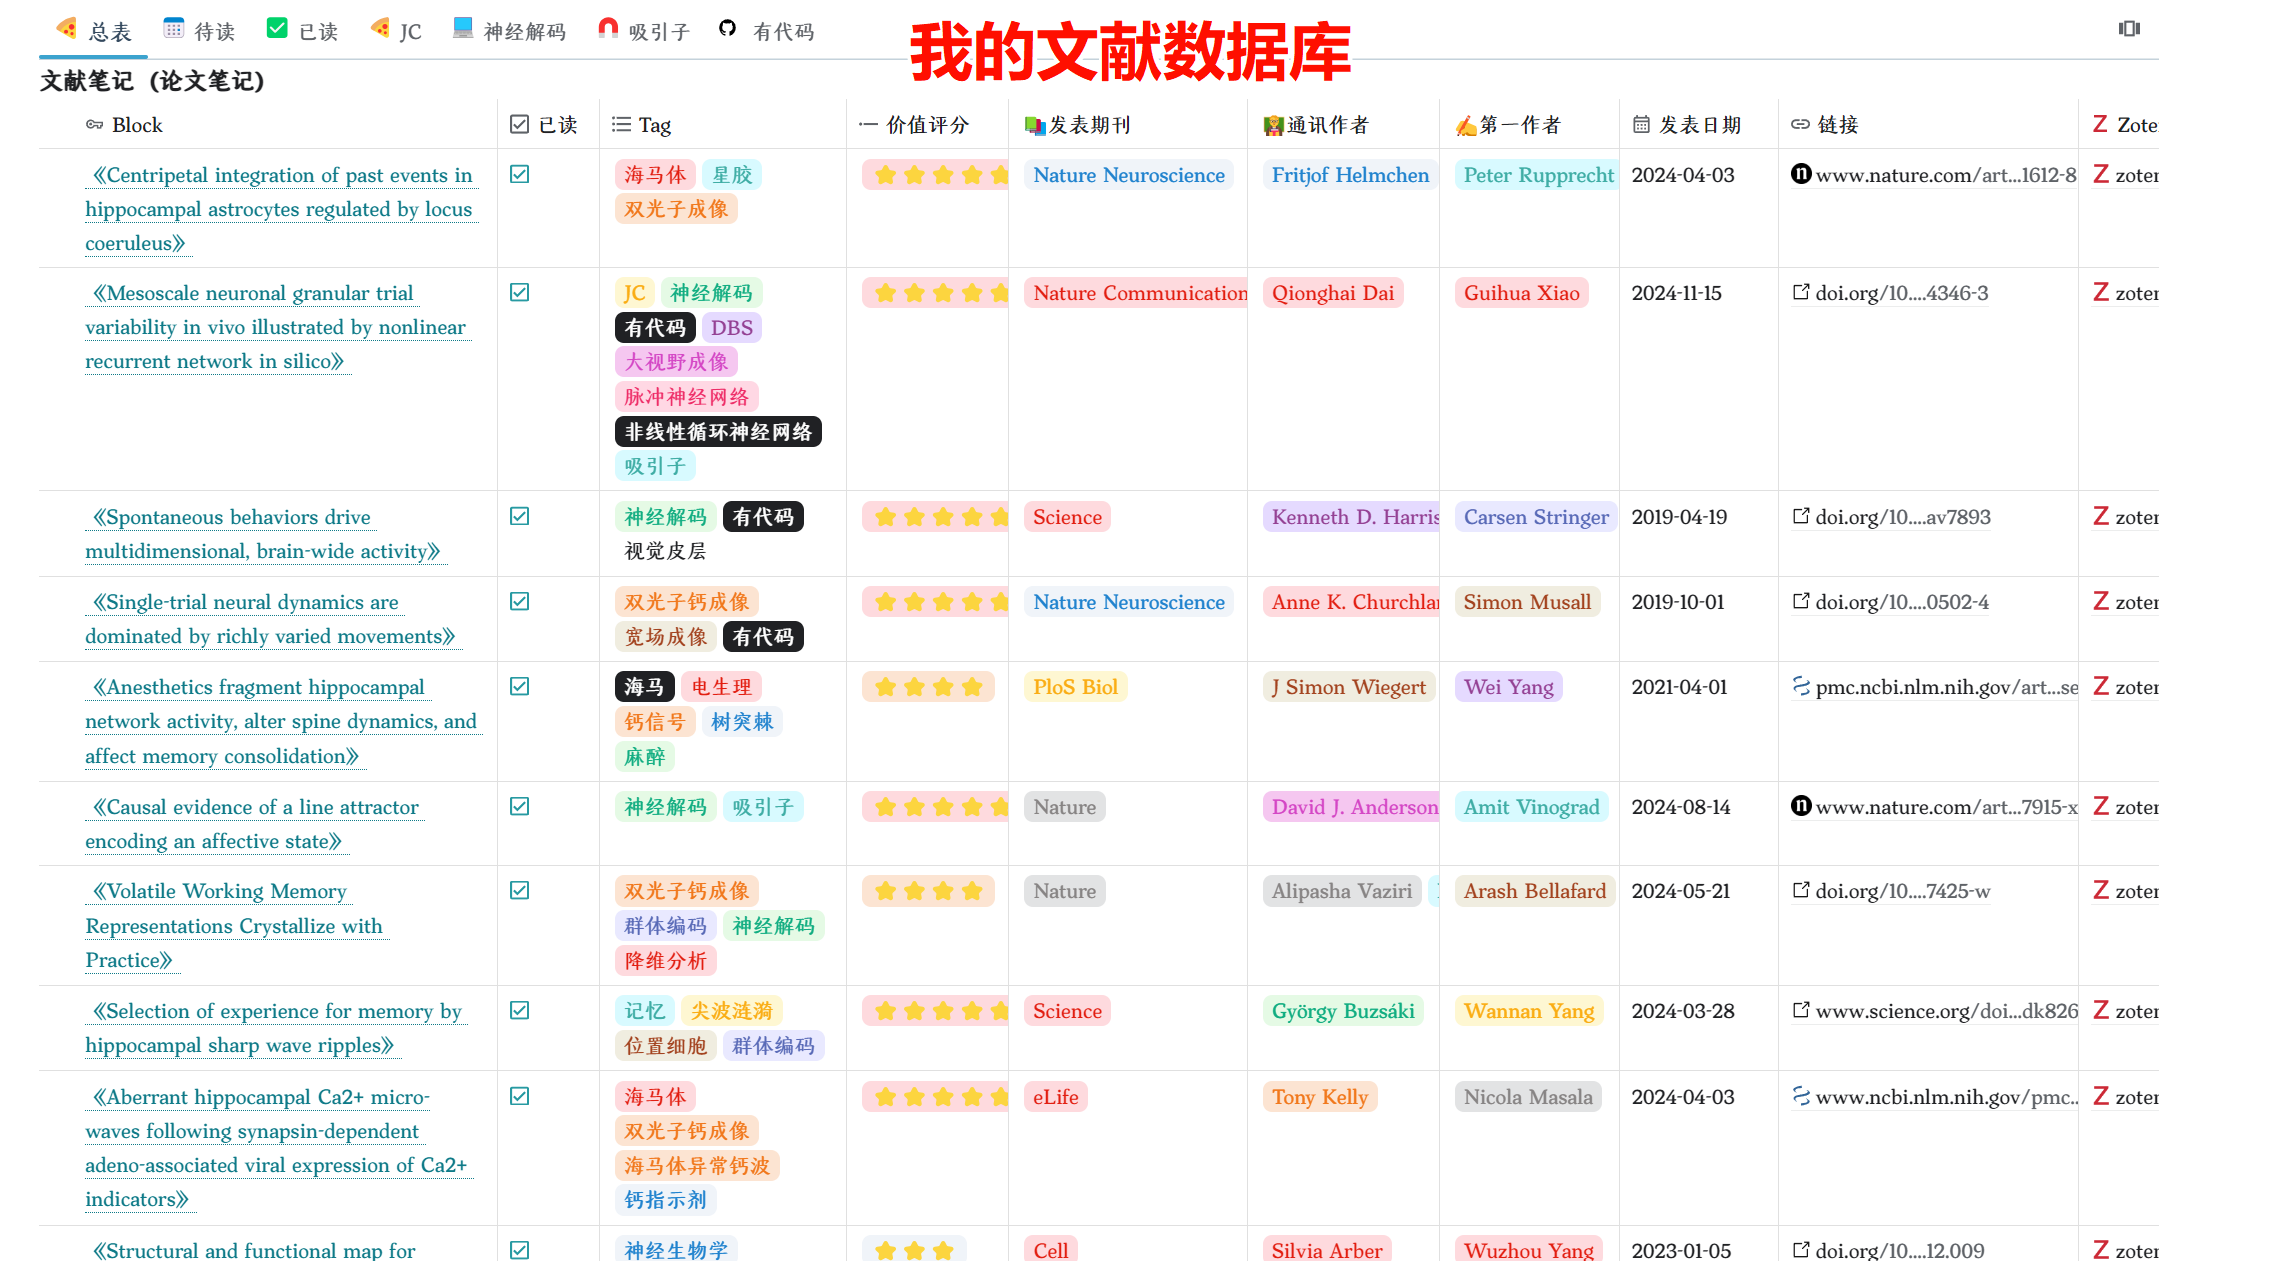 总表 待读 已读 JC 神经解码 吸引子 有代码
我的文献数据库
文献笔记（论文笔记）
Block 已读 Tag 价值评分 发表期刊 通讯作者 第一作者 发表日期 链接 Zote
《Centripetal integration of past events in
hippocampal astrocytes regulated by locus
coeruleus》
海马体 星胶
双光子成像
Nature Neuroscience Fritjof Helmchen Peter Rupprecht 2024-04-03 www.nature.com/art...1612-8 zoter
《Mesoscale neuronal granular trial
variability in vivo illustrated by nonlinear
recurrent network in silico》
JC 神经解码
有代码 DBS
大视野成像
脉冲神经网络
非线性循环神经网络
吸引子
Nature Communication Qionghai Dai Guihua Xiao 2024-11-15 doi.org/10....4346-3 zoter
《Spontaneous behaviors drive
multidimensional, brain-wide activity》
神经解码 有代码
视觉皮层
Science Kenneth D. Harris Carsen Stringer 2019-04-19 doi.org/10....av7893 zoter
《Single-trial neural dynamics are
dominated by richly varied movements》
双光子钙成像
宽场成像 有代码
Nature Neuroscience Anne K. Churchlan Simon Musall 2019-10-01 doi.org/10....0502-4 zoter
《Anesthetics fragment hippocampal
network activity, alter spine dynamics, and
affect memory consolidation》
海马 电生理
钙信号 树突棘
麻醉
PloS Biol J Simon Wiegert Wei Yang 2021-04-01 pmc.ncbi.nlm.nih.gov/art...se zoter
《Causal evidence of a line attractor
encoding an affective state》
神经解码 吸引子
Nature David J. Anderson Amit Vinograd 2024-08-14 www.nature.com/art...7915-x zoter
《Volatile Working Memory
Representations Crystallize with
Practice》
双光子钙成像
群体编码 神经解码
降维分析
Nature Alipasha Vaziri Arash Bellafard 2024-05-21 doi.org/10....7425-w zoter
《Selection of experience for memory by
hippocampal sharp wave ripples》
记忆 尖波涟漪
位置细胞 群体编码
Science György Buzsáki Wannan Yang 2024-03-28 www.science.org/doi...dk826 zoter
《Aberrant hippocampal Ca2+ micro-
waves following synapsin-dependent
adeno-associated viral expression of Ca2+
indicators》
海马体
双光子钙成像
海马体异常钙波
钙指示剂
eLife Tony Kelly Nicola Masala 2024-04-03 www.ncbi.nlm.nih.gov/pmc.. zoter
《Structural and functional map for
神经生物学
Cell Silvia Arber Wuzhou Yang 2023-01-05 doi.org/10....12.009 zoter